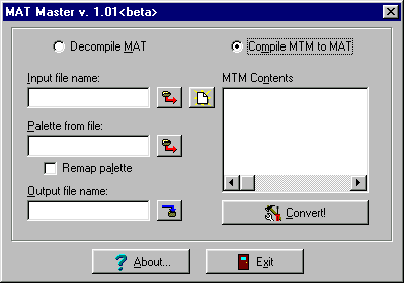 MAT Master v. 1.01<beta>
Decompile MAT
Compile MTM to MAT
Input file name:
MTM Contents
Palette from file:
Remap palette
Output file name:
Convert!
About...
Exit